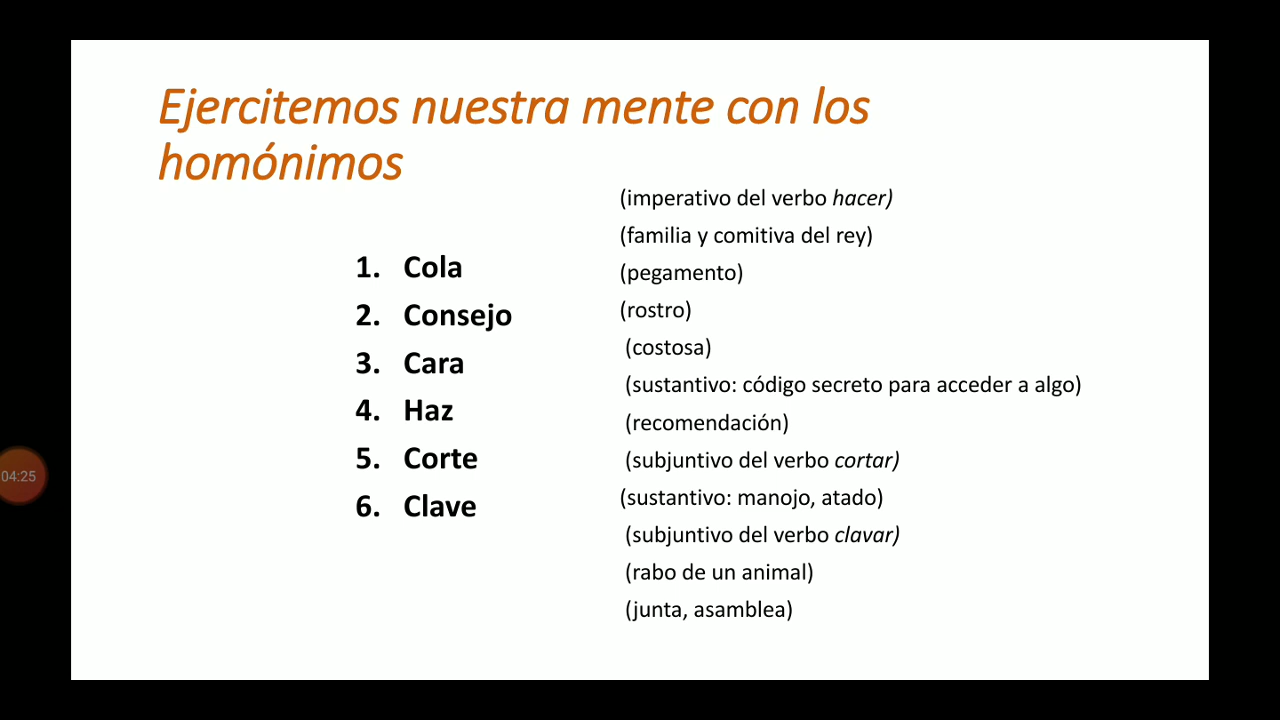 Ejercitemos nuestra mente con los
homónimos
1. Cola
2. Consejo
3. Cara
4. Haz
5. Corte
6. Clave
(imperativo del verbo hacer)
(familia y comitiva del rey)
(pegamento)
(rostro)
(costosa)
(sustantivo: código secreto para acceder a algo)
(recomendación)
(subjuntivo del verbo cortar)
(sustantivo: manojo, atado)
(subjuntivo del verbo clavar)
(rabo de un animal)
(junta, asamblea)
04:25